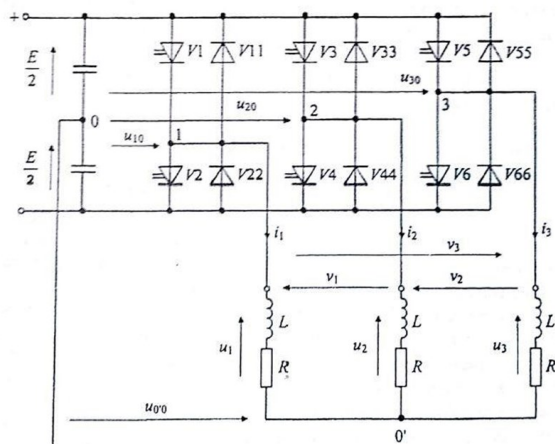 +
V1 V11 V3 V33 V5 V55
E/2
u30
u20
0 1 2 3
u10
E/2
V2 V22 V4 V44 V6 V66
i1 i2 i3
v3
v1 v2
L L L
u1 u2 u3
R R R
u0'0
0'